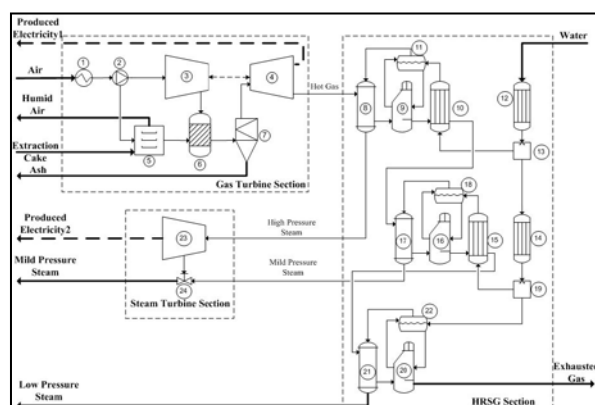 Produced
Electricity1
Air
Humid
Air
Extraction
Cake
Ash
1
2
3
4
5
6
7
Gas Turbine Section
Hot Gas
Water
8
9
10
11
12
13
14
15
16
17
18
19
20
21
22
Produced
Electricity2
High Pressure
Steam
Mild Pressure
Steam
Mild Pressure
Steam
23
24
Steam Turbine Section
Low Pressure
Steam
Exhausted
Gas
HRSG Section